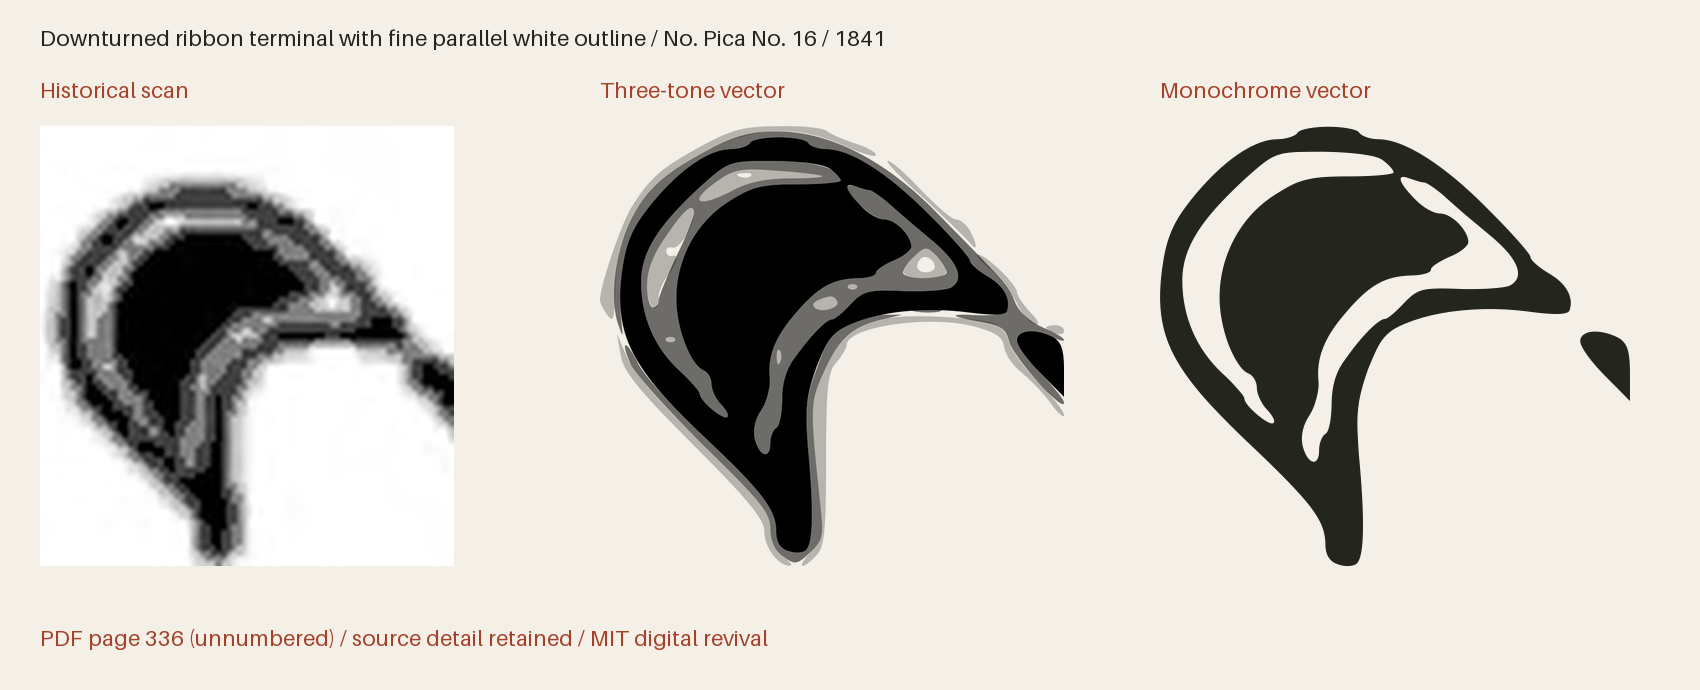 Downturned ribbon terminal with fine parallel white outline / No. Pica No. 16 / 1841
Historical scan
Three-tone vector
Monochrome vector
PDF page 336 (unnumbered) / source detail retained / MIT digital revival